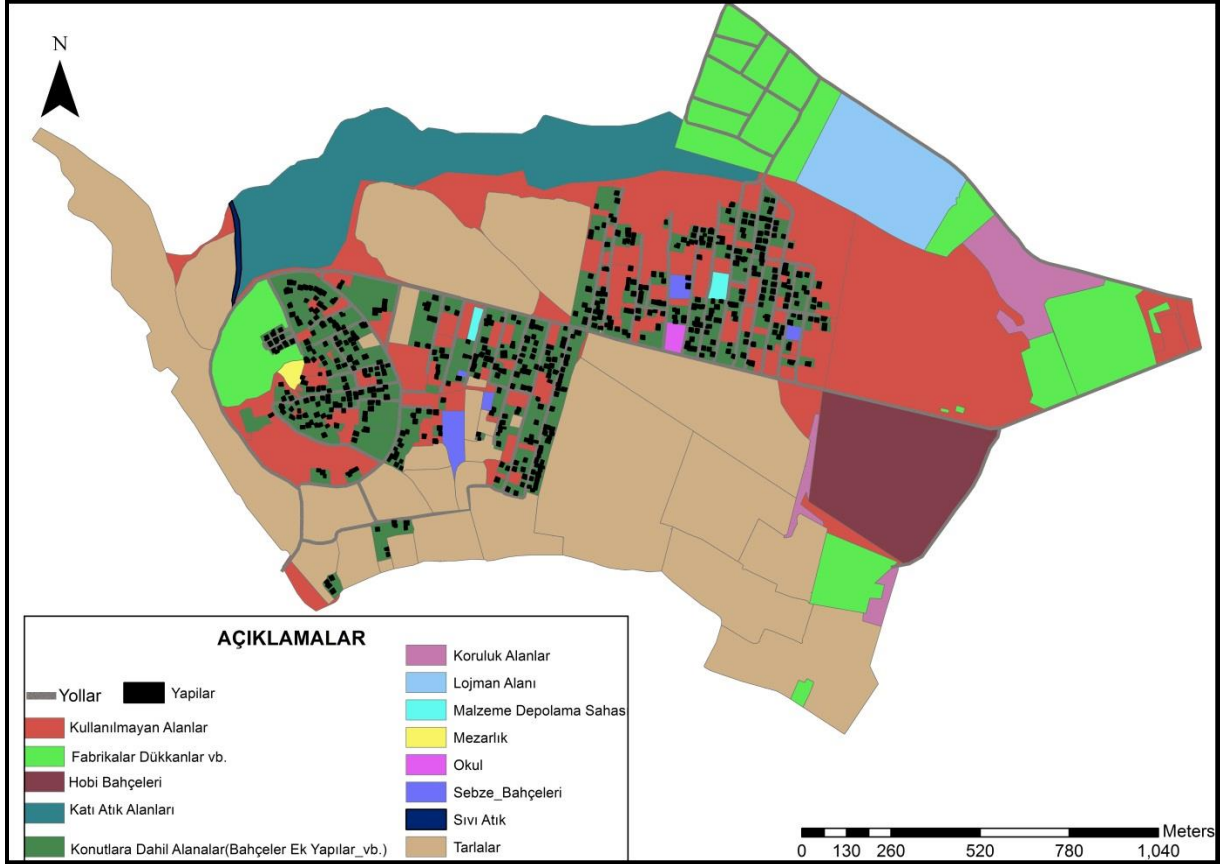 N
AÇIKLAMALAR
Yollar
Yapilar
Kullanılmayan Alanlar
Fabrikalar Dükkanlar vb.
Hobi Bahçeleri
Katı Atık Alanları
Konutlara Dahil Alanalar(Bahçeler Ek Yapılar_vb.)
Koruluk Alanlar
Lojman Alanı
Malzeme Depolama Sahas
Mezarlık
Okul
Sebze_Bahçeleri
Sıvı Atık
Tarlalar
Meters
0 130 260 520 780 1,040